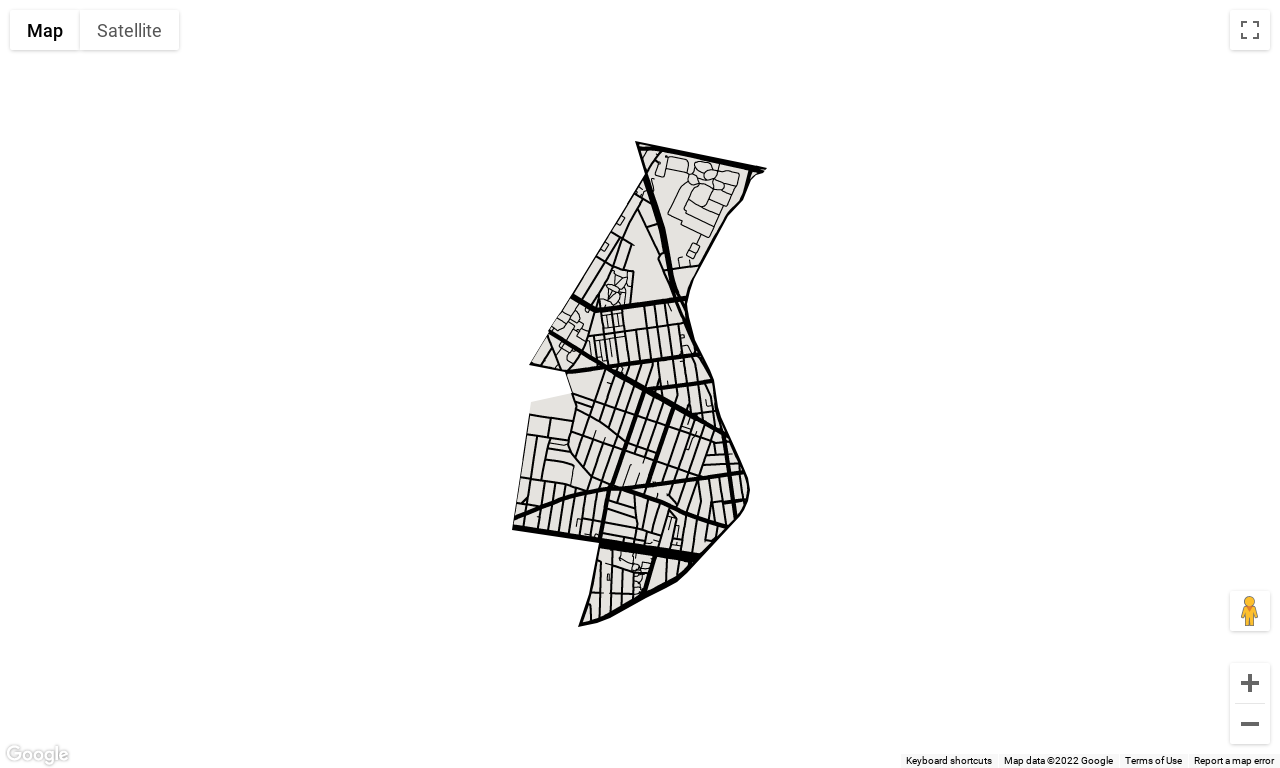 Map
Satellite
Google
Keyboard shortcuts
Map data ©2022 Google
Terms of Use
Report a map error